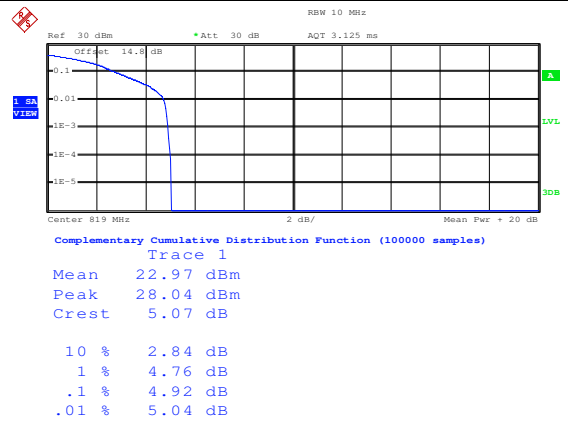 RBW 10 MHz
Ref 30 dBm *Att 30 dB AQT 3.125 ms
Offset 14.8 dB
0.1
A
0.01
1 SA
VIEW
LVL
1E-3
1E-4
1E-5
3DB
Center 819 MHz 2 dB/ Mean Pwr + 20 dB
Complementary Cumulative Distribution Function (100000 samples)
Trace 1
Mean 22.97 dBm
Peak 28.04 dBm
Crest 5.07 dB
10 % 2.84 dB
1 % 4.76 dB
.1 % 4.92 dB
.01 % 5.04 dB